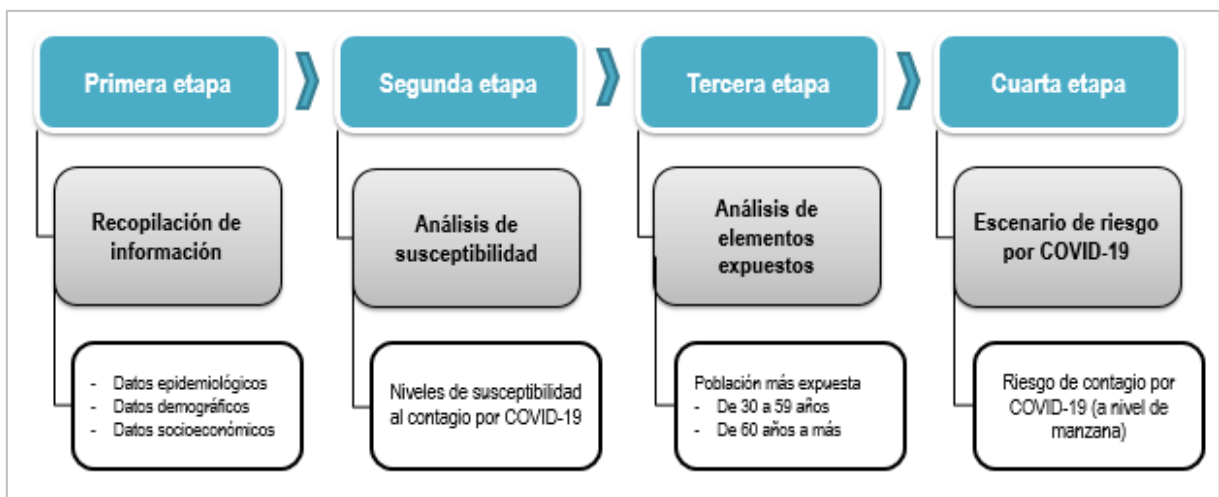 Primera etapa
Segunda etapa
Tercera etapa
Cuarta etapa
Recopilación de
información
Análisis de
susceptibilidad
Análisis de
elementos
expuestos
Escenario de riesgo
por COVID-19
- Datos epidemiológicos
- Datos demográficos
- Datos socioeconómicos
Niveles de susceptibilidad
al contagio por COVID-19
Población más expuesta
- De 30 a 59 años
- De 60 años a más
Riesgo de contagio por
COVID-19 (a nivel de
manzana)